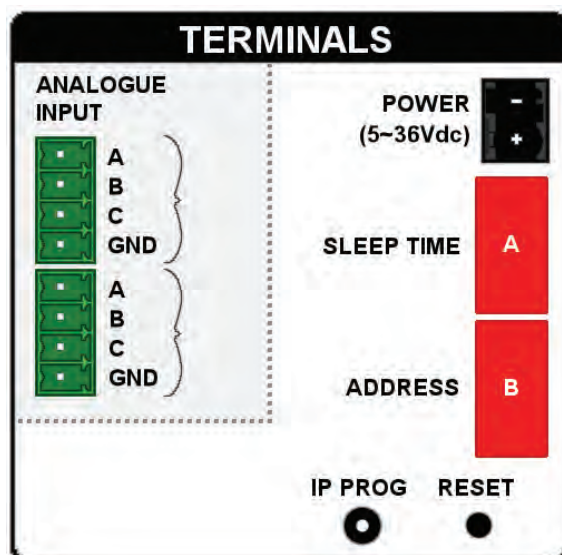 TERMINALS
ANALOGUE
INPUT
A
B
C
GND
A
B
C
GND
POWER
(5~36Vdc)
-
+
SLEEP TIME
A
ADDRESS
B
IP PROG
RESET